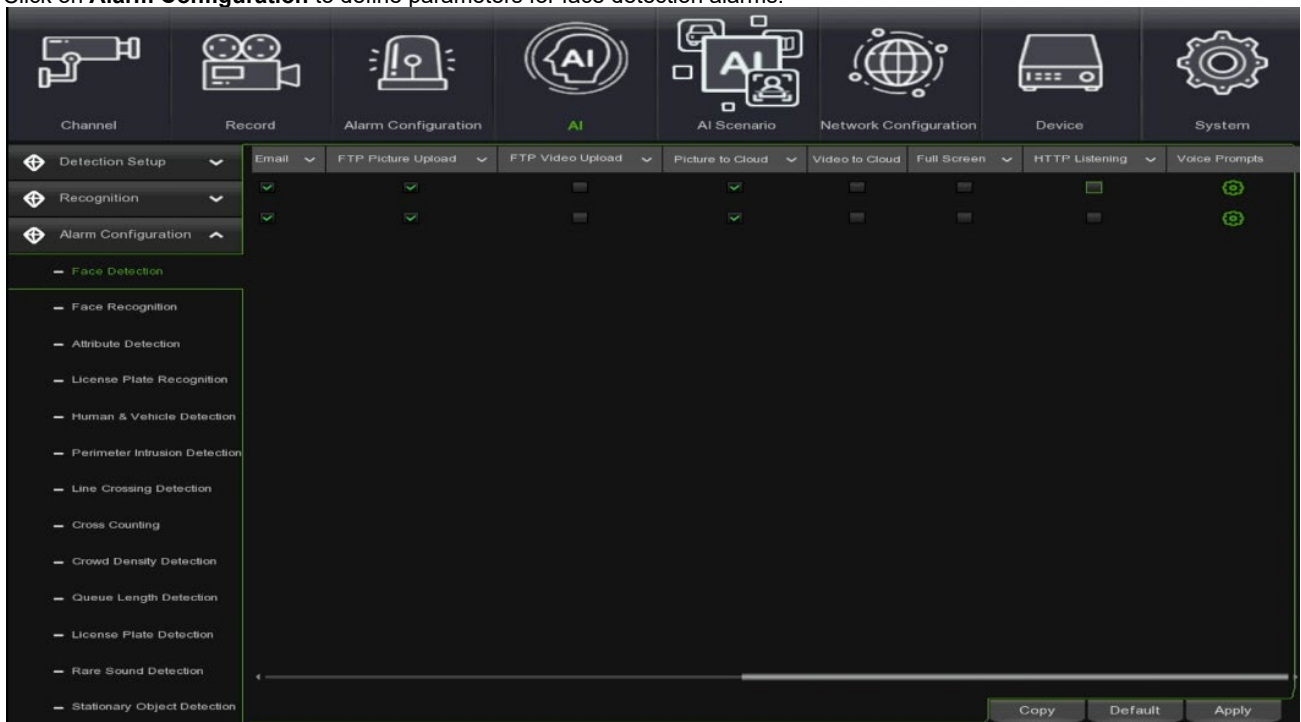 Click on Alarm Configuration to define parameters for face detection alarms.
AI
AI
Channel
Record
Alarm Configuration
AI
AI Scenario
Network Configuration
Device
System
Detection Setup
Recognition
Alarm Configuration
Face Detection
Face Recognition
Attribute Detection
License Plate Recognition
Human & Vehicle Detection
Perimeter Intrusion Detection
Line Crossing Detection
Cross Counting
Crowd Density Detection
Queue Length Detection
License Plate Detection
Rare Sound Detection
Stationary Object Detection
Email
FTP Picture Upload
FTP Video Upload
Picture to Cloud
Video to Cloud
Full Screen
HTTP Listening
Voice Prompts
Copy
Default
Apply